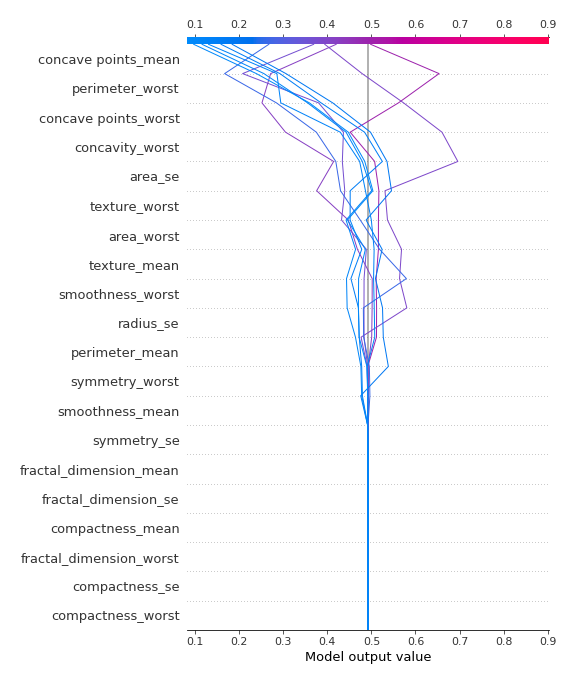 0.1 0.2 0.3 0.4 0.5 0.6 0.7 0.8 0.9
concave points_mean
perimeter_worst
concave points_worst
concavity_worst
area_se
texture_worst
area_worst
texture_mean
smoothness_worst
radius_se
perimeter_mean
symmetry_worst
smoothness_mean
symmetry_se
fractal_dimension_mean
fractal_dimension_se
compactness_mean
fractal_dimension_worst
compactness_se
compactness_worst
0.1 0.2 0.3 0.4 0.5 0.6 0.7 0.8 0.9
Model output value